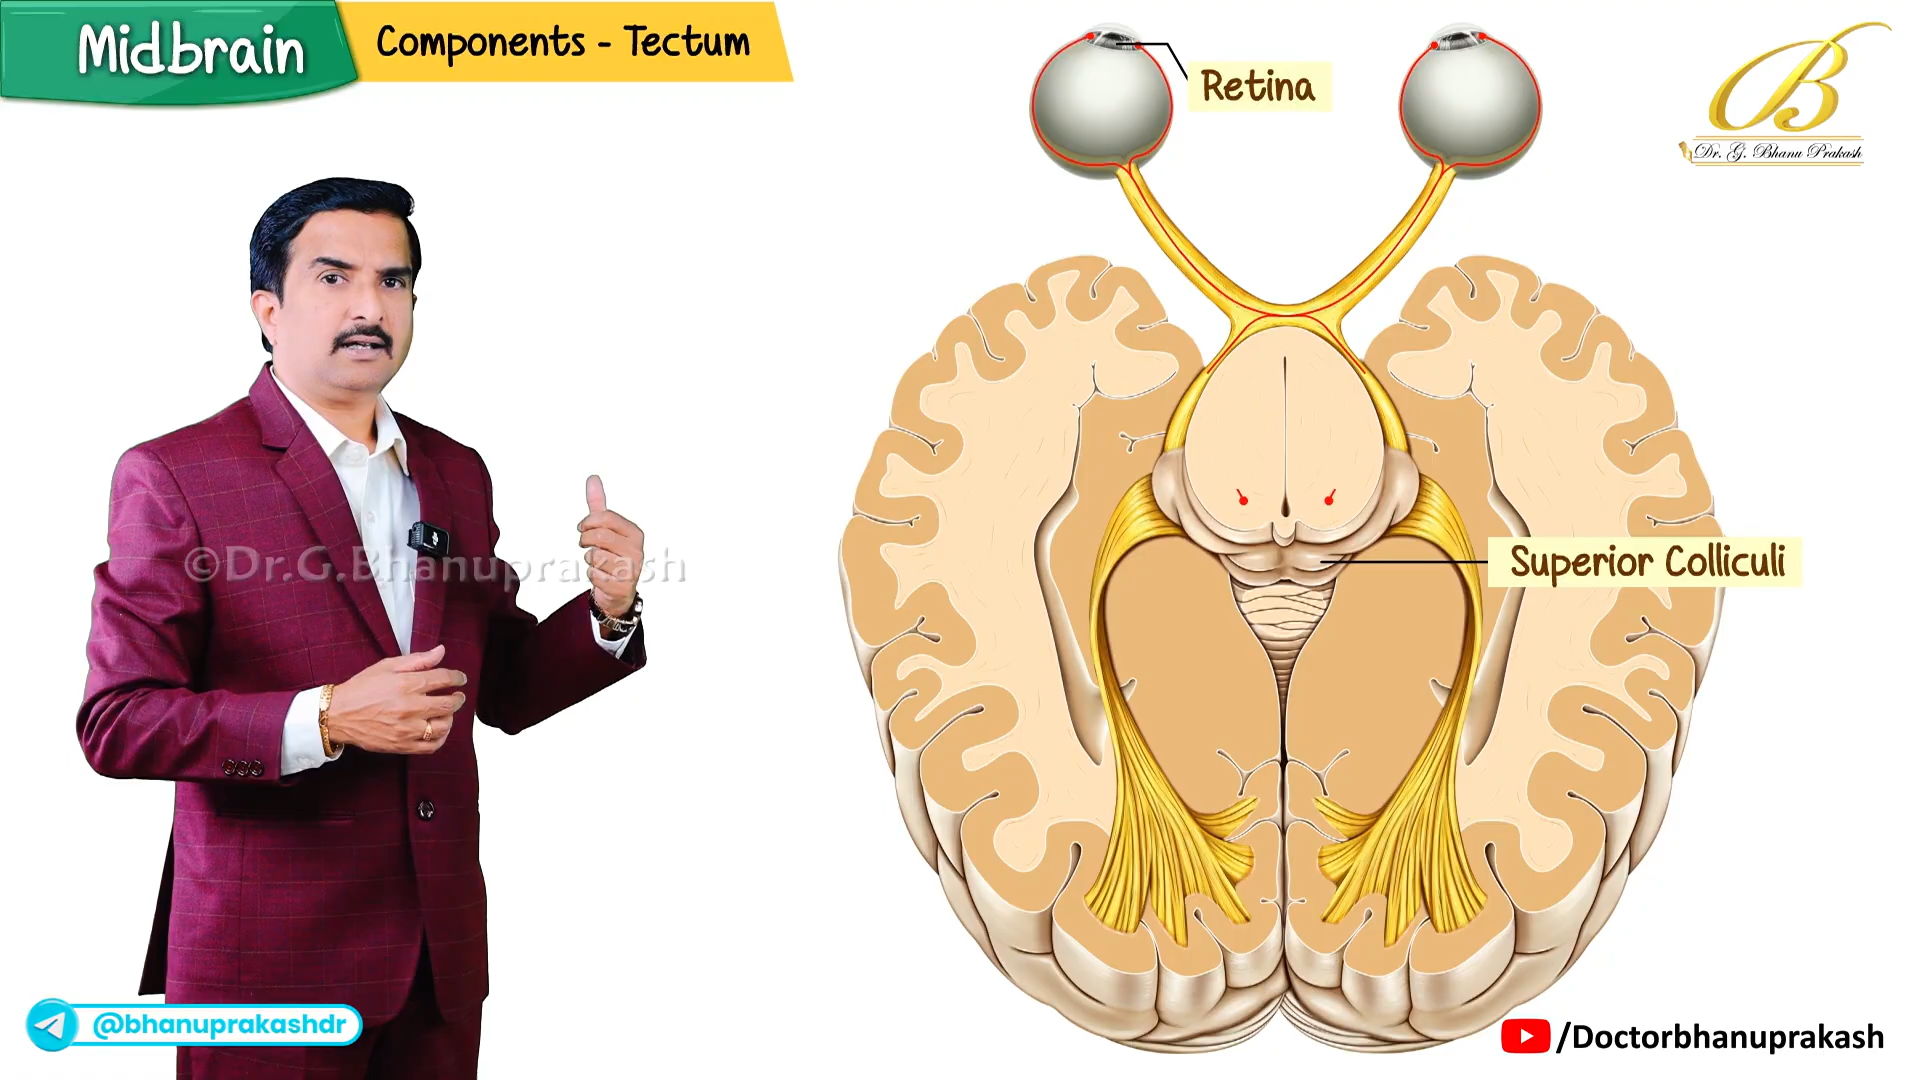 Midbrain
Components - Tectum
Retina
B
Dr. G. Bhanu Prakash
©Dr.G.Bhanuprakash
Superior Colliculi
@bhanuprakashdr
/Doctorbhanuprakash